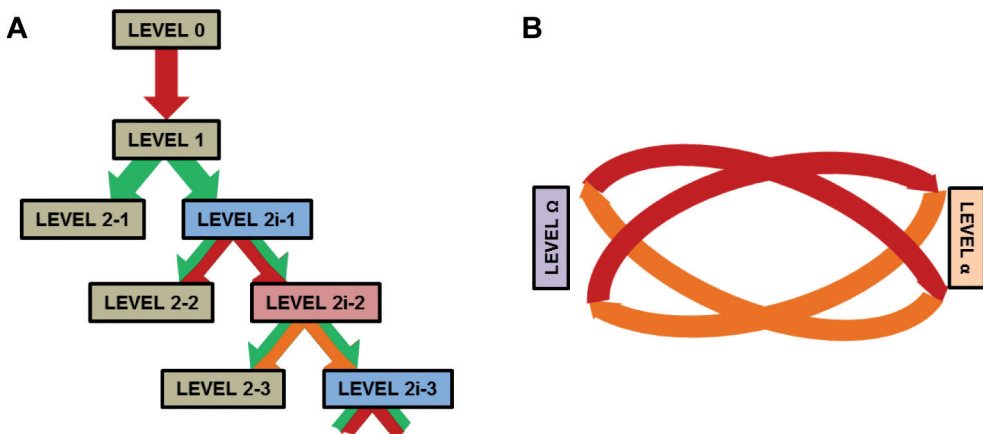 A
LEVEL 0
LEVEL 1
LEVEL 2-1
LEVEL 2i-1
LEVEL 2-2
LEVEL 2i-2
LEVEL 2-3
LEVEL 2i-3
B
LEVEL Ω
LEVEL α